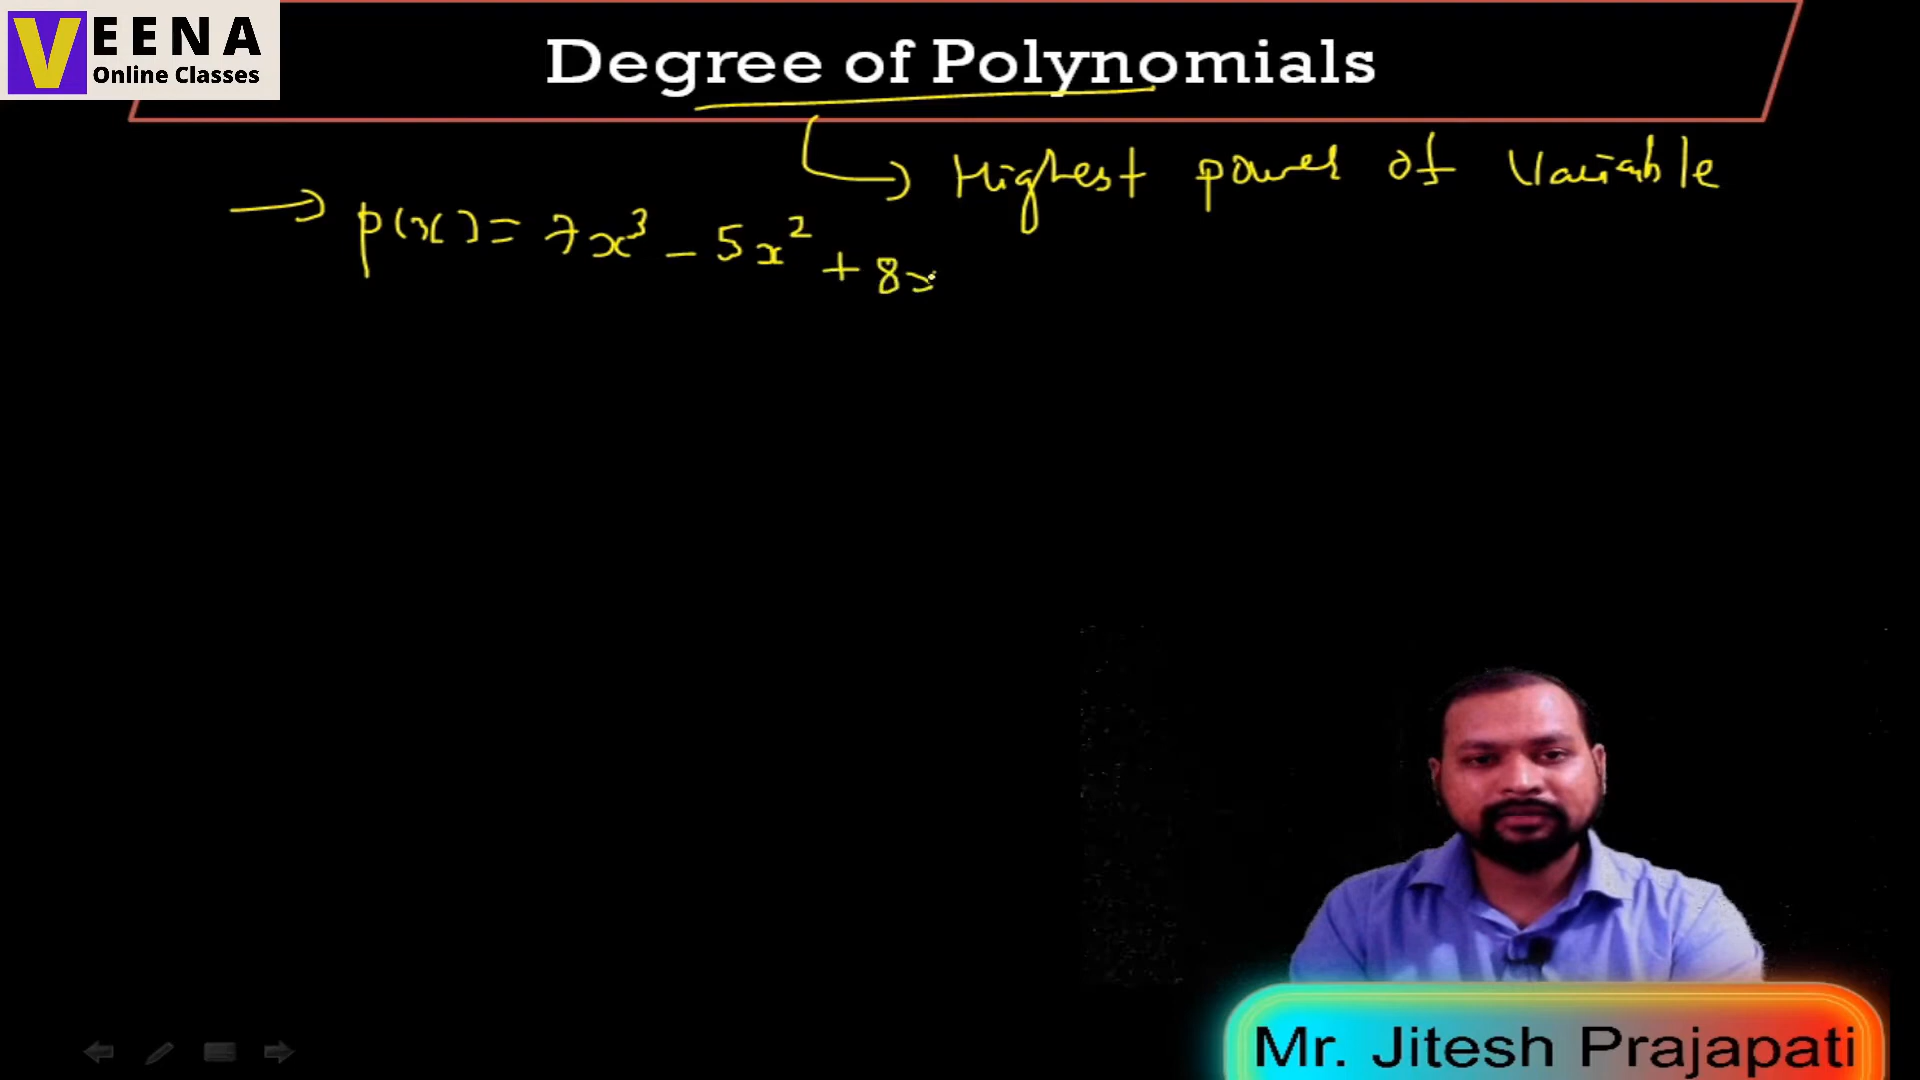 VEENA
Online Classes
Degree of Polynomials
Highest power of Variable
p(x) = 7x³ - 5x² + 8x
Mr. Jitesh Prajapati